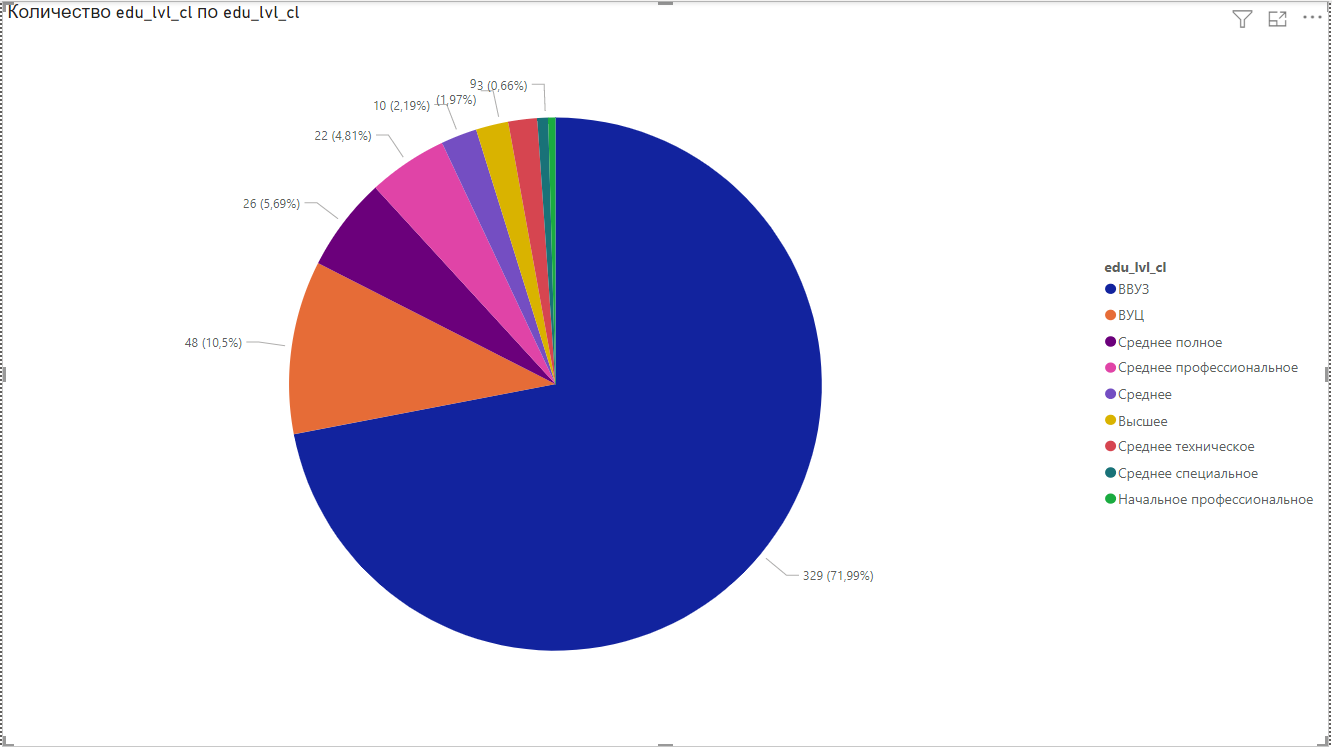 Количество edu_lvl_cl по edu_lvl_cl
93 (0,66%)
(1,97%)
10 (2,19%)
22 (4,81%)
26 (5,69%)
48 (10,5%)
329 (71,99%)
edu_lvl_cl
ВВУЗ
ВУЦ
Среднее полное
Среднее профессиональное
Среднее
Высшее
Среднее техническое
Среднее специальное
Начальное профессиональное